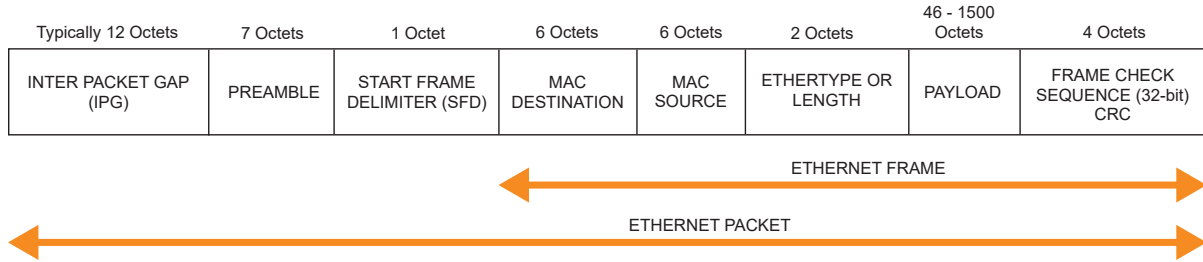 Typically 12 Octets
7 Octets
1 Octet
6 Octets
6 Octets
2 Octets
46 - 1500
Octets
4 Octets
INTER PACKET GAP
(IPG)
PREAMBLE
START FRAME
DELIMITER (SFD)
MAC
DESTINATION
MAC
SOURCE
ETHERTYPE OR
LENGTH
PAYLOAD
FRAME CHECK
SEQUENCE (32-bit)
CRC
ETHERNET FRAME
ETHERNET PACKET